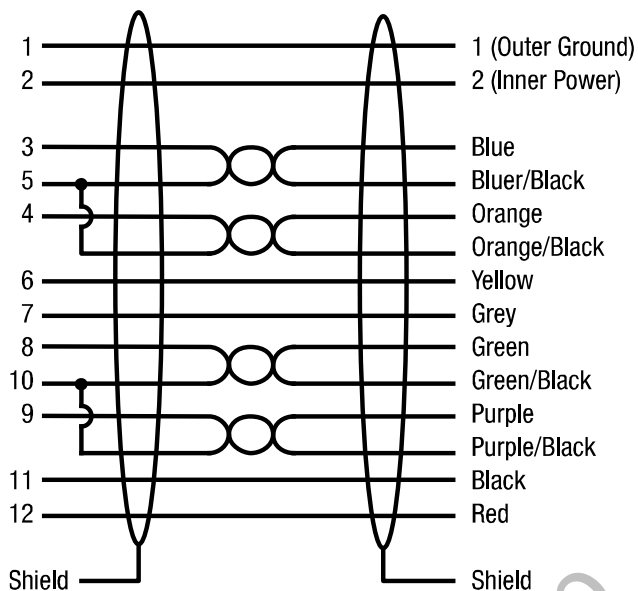 1 1 (Outer Ground)
2 2 (Inner Power)
3 Blue
5 Bluer/Black
4 Orange
Orange/Black
6 Yellow
7 Grey
8 Green
10 Green/Black
9 Purple
Purple/Black
11 Black
12 Red
Shield Shield